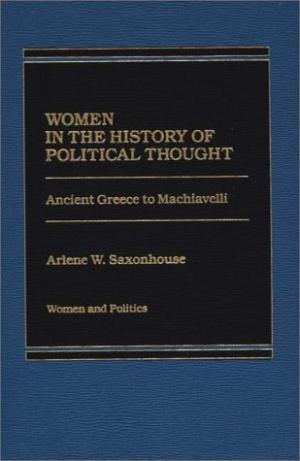 WOMEN
IN THE HISTORY OF
POLITICAL THOUGHT
Ancient Greece to Machiavelli
Arlene W. Saxonhouse
Women and Politics